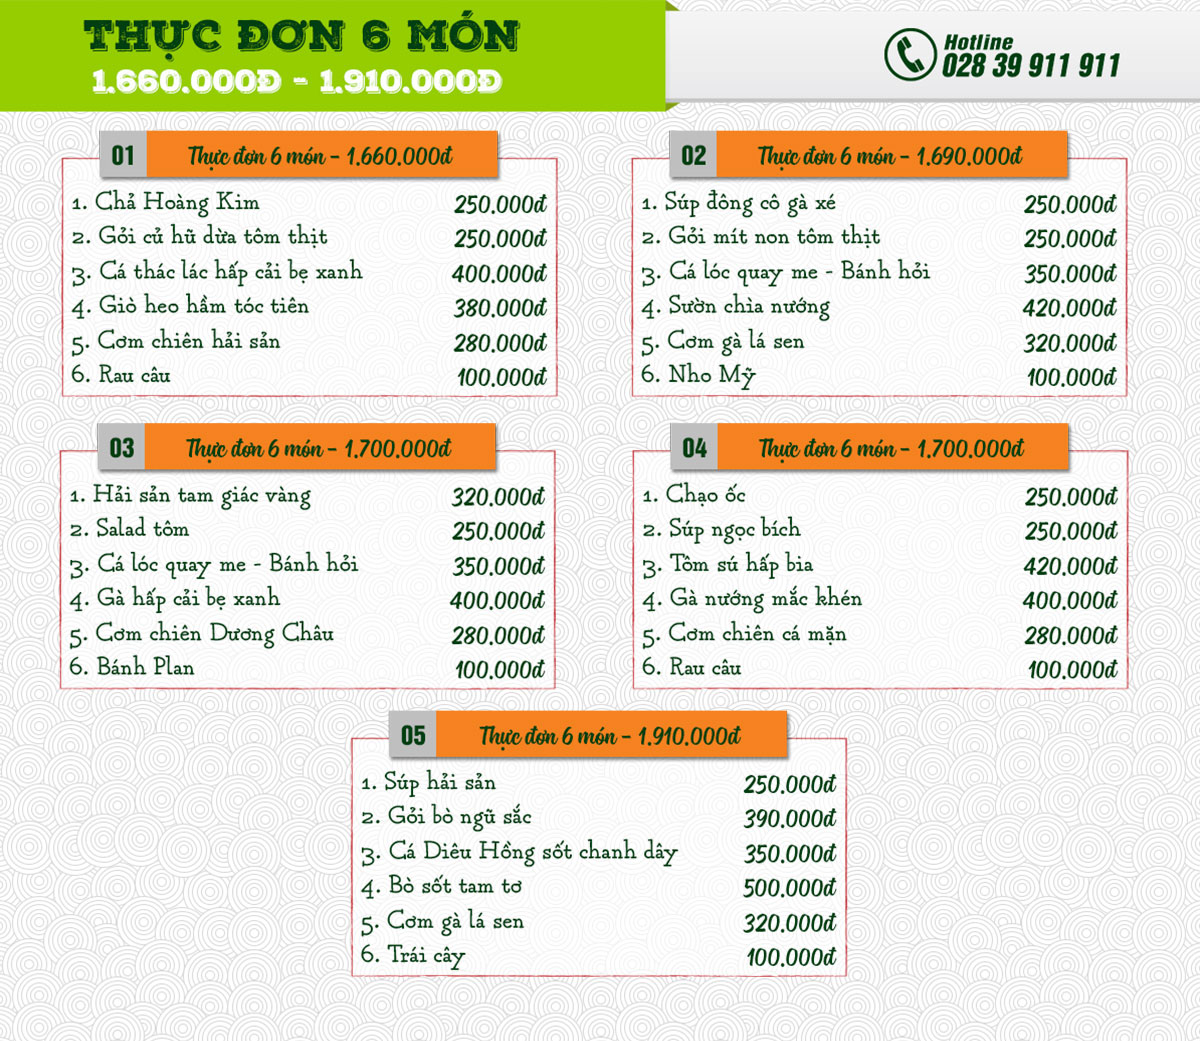 THỰC ĐƠN 6 MÓN
1.660.000Đ - 1.910.000Đ
Hotline
028 39 911 911
01 Thực đơn 6 món - 1.660.000đ
1. Chả Hoàng Kim 250.000đ
2. Gỏi củ hũ dừa tôm thịt 250.000đ
3. Cá thác lác hấp cải bẹ xanh 400.000đ
4. Giò heo hầm tóc tiên 380.000đ
5. Cơm chiên hải sản 280.000đ
6. Rau câu 100.000đ
02 Thực đơn 6 món - 1.690.000đ
1. Súp đông cô gà xé 250.000đ
2. Gỏi mít non tôm thịt 250.000đ
3. Cá lóc quay me - Bánh hỏi 350.000đ
4. Sườn chìa nướng 420.000đ
5. Cơm gà lá sen 320.000đ
6. Nho Mỹ 100.000đ
03 Thực đơn 6 món - 1.700.000đ
1. Hải sản tam giác vàng 320.000đ
2. Salad tôm 250.000đ
3. Cá lóc quay me - Bánh hỏi 350.000đ
4. Gà hấp cải bẹ xanh 400.000đ
5. Cơm chiên Dương Châu 280.000đ
6. Bánh Plan 100.000đ
04 Thực đơn 6 món - 1.700.000đ
1. Chạo ốc 250.000đ
2. Súp ngọc bích 250.000đ
3. Tôm sú hấp bia 420.000đ
4. Gà nướng mắc khén 400.000đ
5. Cơm chiên cá mặn 280.000đ
6. Rau câu 100.000đ
05 Thực đơn 6 món - 1.910.000đ
1. Súp hải sản 250.000đ
2. Gỏi bò ngũ sắc 390.000đ
3. Cá Diêu Hồng sốt chanh dây 350.000đ
4. Bò sốt tam tơ 500.000đ
5. Cơm gà lá sen 320.000đ
6. Trái cây 100.000đ